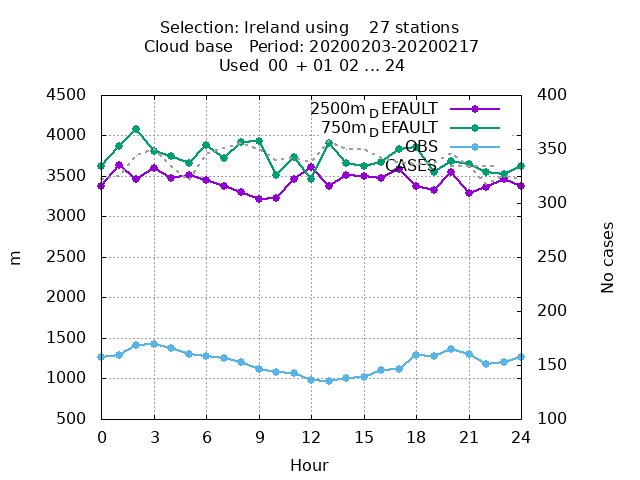 Selection: Ireland using 27 stations
Cloud base Period: 20200203-20200217
Used 00 + 01 02 ... 24
4500
4000
3500
3000
2500
2000
1500
1000
500
400
350
300
250
200
150
100
2500m_DEFAULT
750m_DEFAULT
OBS
CASES
m
No cases
0 3 6 9 12 15 18 21 24
Hour